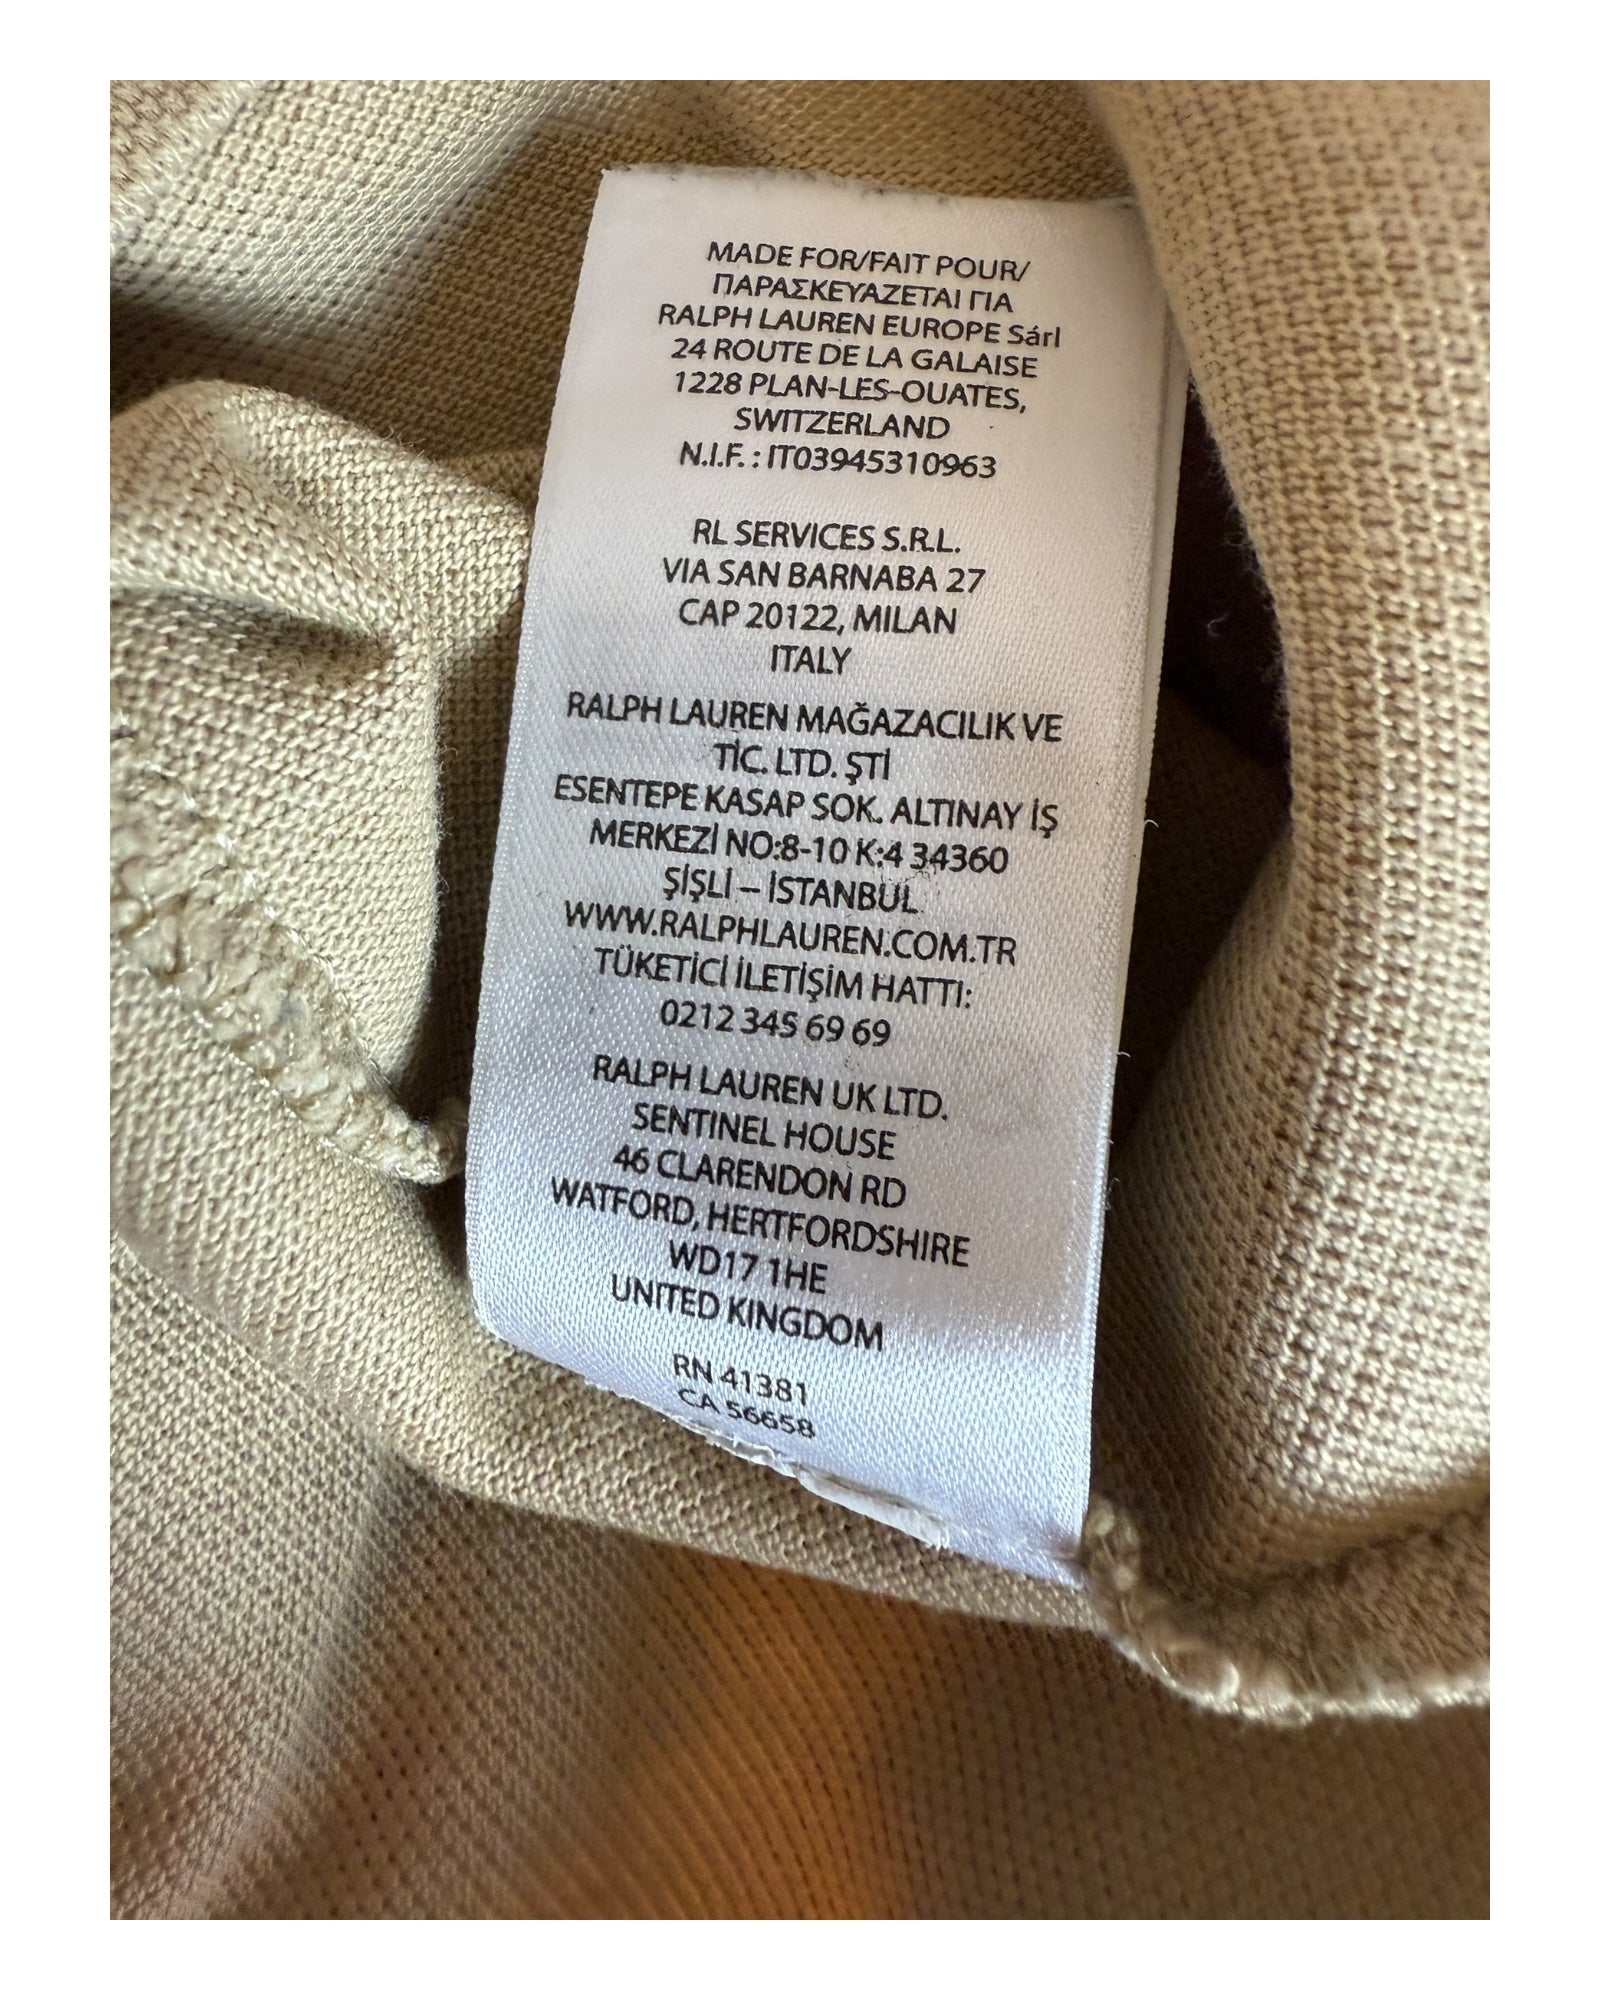 MADE FOR/FAIT POUR/
ΠΑΡΑΣΚΕΥΑΖΕΤΑΙ ΓΙΑ
RALPH LAUREN EUROPE Sárl
24 ROUTE DE LA GALAISE
1228 PLAN-LES-OUATES,
SWITZERLAND
N.I.F. : IT03945310963
RL SERVICES S.R.L.
VIA SAN BARNABA 27
CAP 20122, MILAN
ITALY
RALPH LAUREN MAĞAZACILIK VE
TİC. LTD. ŞTİ
ESENTEPE KASAP SOK. ALTINAY İŞ
MERKEZİ NO:8-10 K:4 34360
ŞİŞLİ – İSTANBUL
WWW.RALPHLAUREN.COM.TR
TÜKETİCİ İLETİŞİM HATTI:
0212 345 69 69
RALPH LAUREN UK LTD.
SENTINEL HOUSE
46 CLARENDON RD
WATFORD, HERTFORDSHIRE
WD17 1HE
UNITED KINGDOM
RN 41381
CA 56658